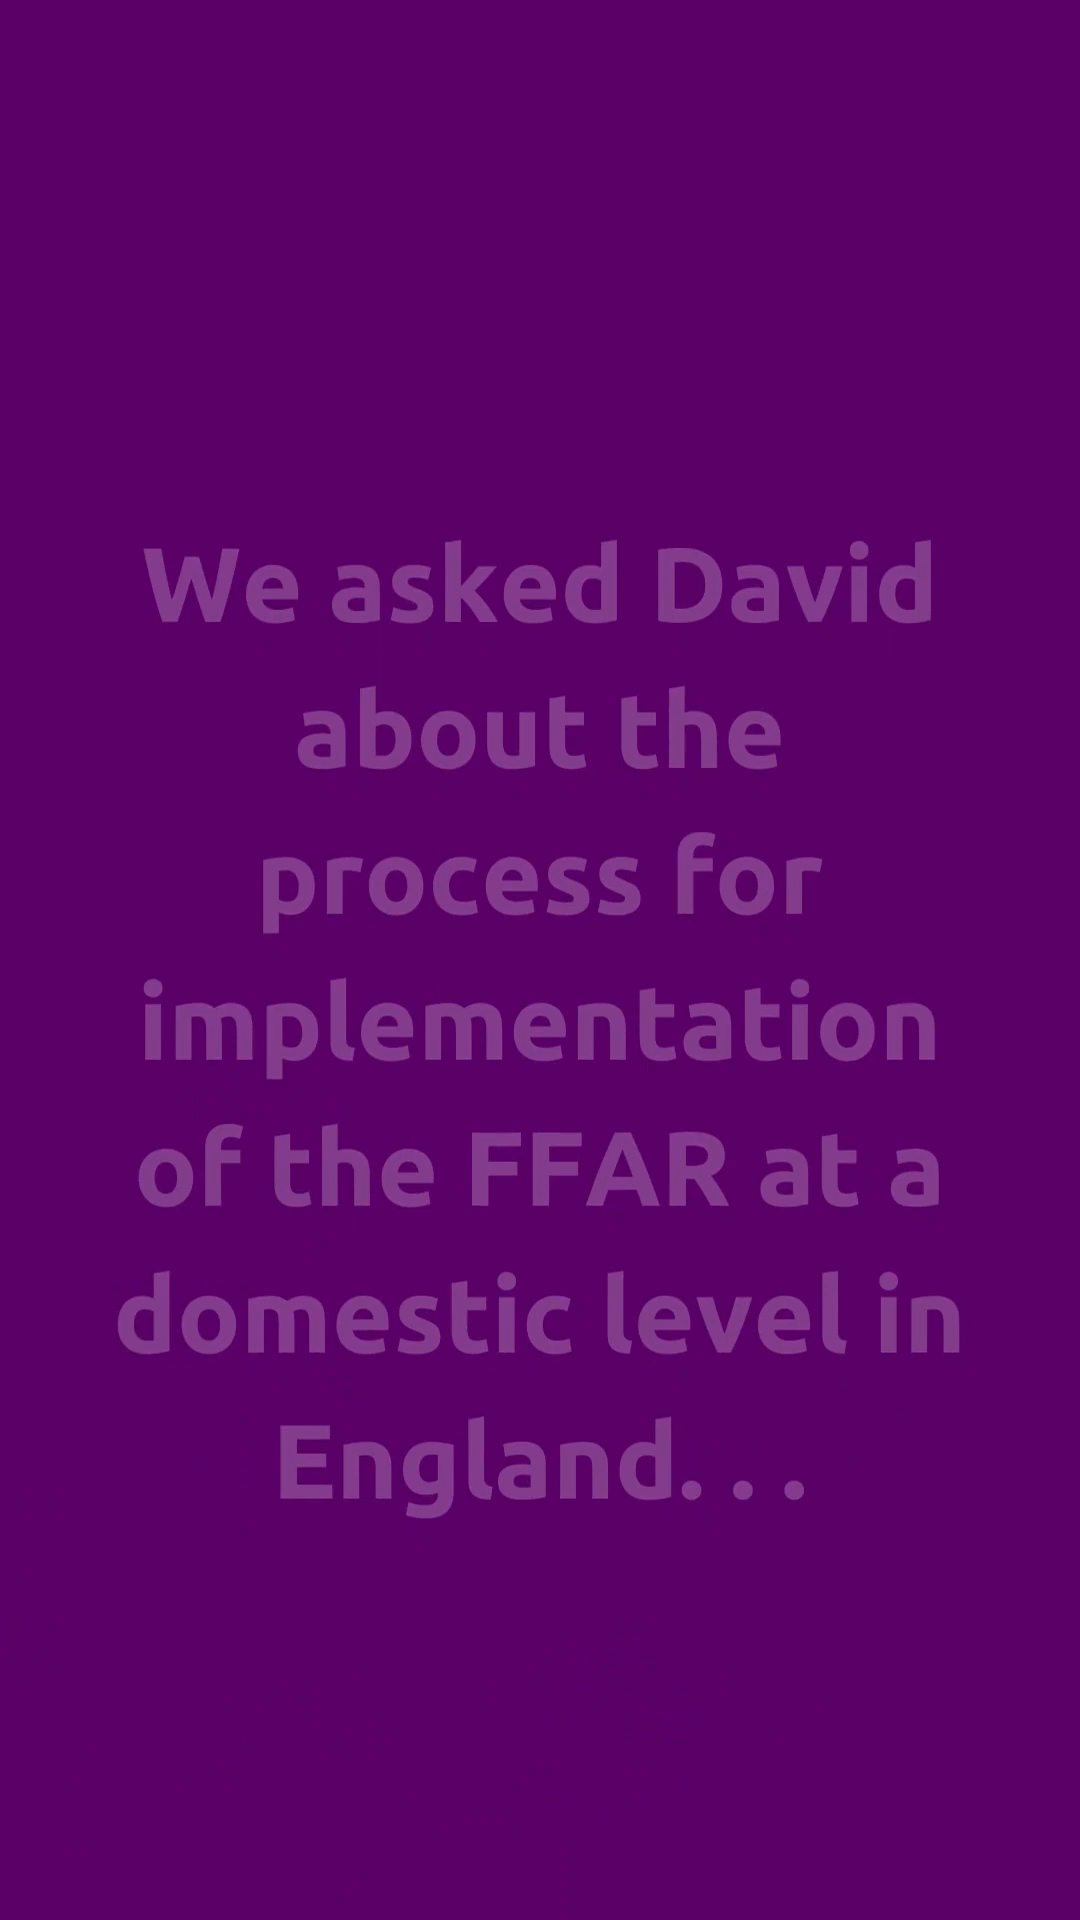 We asked David
about the
process for
implementation
of the FFAR at a
domestic level in
England. . .